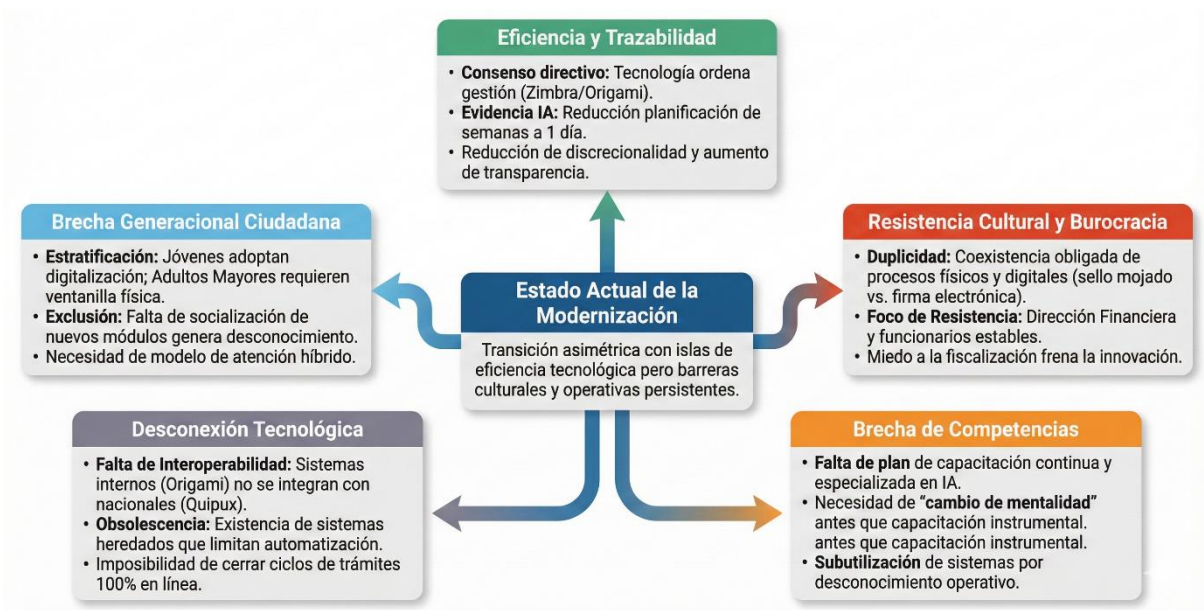 Eficiencia y Trazabilidad
• Consenso directivo: Tecnología ordena
gestión (Zimbra/Origami).
• Evidencia IA: Reducción planificación de
semanas a 1 día.
• Reducción de discrecionalidad y aumento
de transparencia.
Brecha Generacional Ciudadana
• Estratificación: Jóvenes adoptan
digitalización; Adultos Mayores requieren
ventanilla física.
• Exclusión: Falta de socialización de
nuevos módulos genera desconocimiento.
• Necesidad de modelo de atención híbrido.
Estado Actual de la
Modernización
Transición asimétrica con islas de
eficiencia tecnológica pero barreras
culturales y operativas persistentes.
Resistencia Cultural y Burocracia
• Duplicidad: Coexistencia obligada de
procesos físicos y digitales (sello mojado
vs. firma electrónica).
• Foco de Resistencia: Dirección Financiera
y funcionarios estables.
• Miedo a la fiscalización frena la innovación.
Desconexión Tecnológica
• Falta de Interoperabilidad: Sistemas
internos (Origami) no se integran con
nacionales (Quipux).
• Obsolescencia: Existencia de sistemas
heredados que limitan automatización.
• Imposibilidad de cerrar ciclos de trámites
100% en línea.
Brecha de Competencias
• Falta de plan de capacitación continua y
especializada en IA.
• Necesidad de “cambio de mentalidad”
antes que capacitación instrumental.
antes que capacitación instrumental.
• Subutilización de sistemas por
desconocimiento operativo.